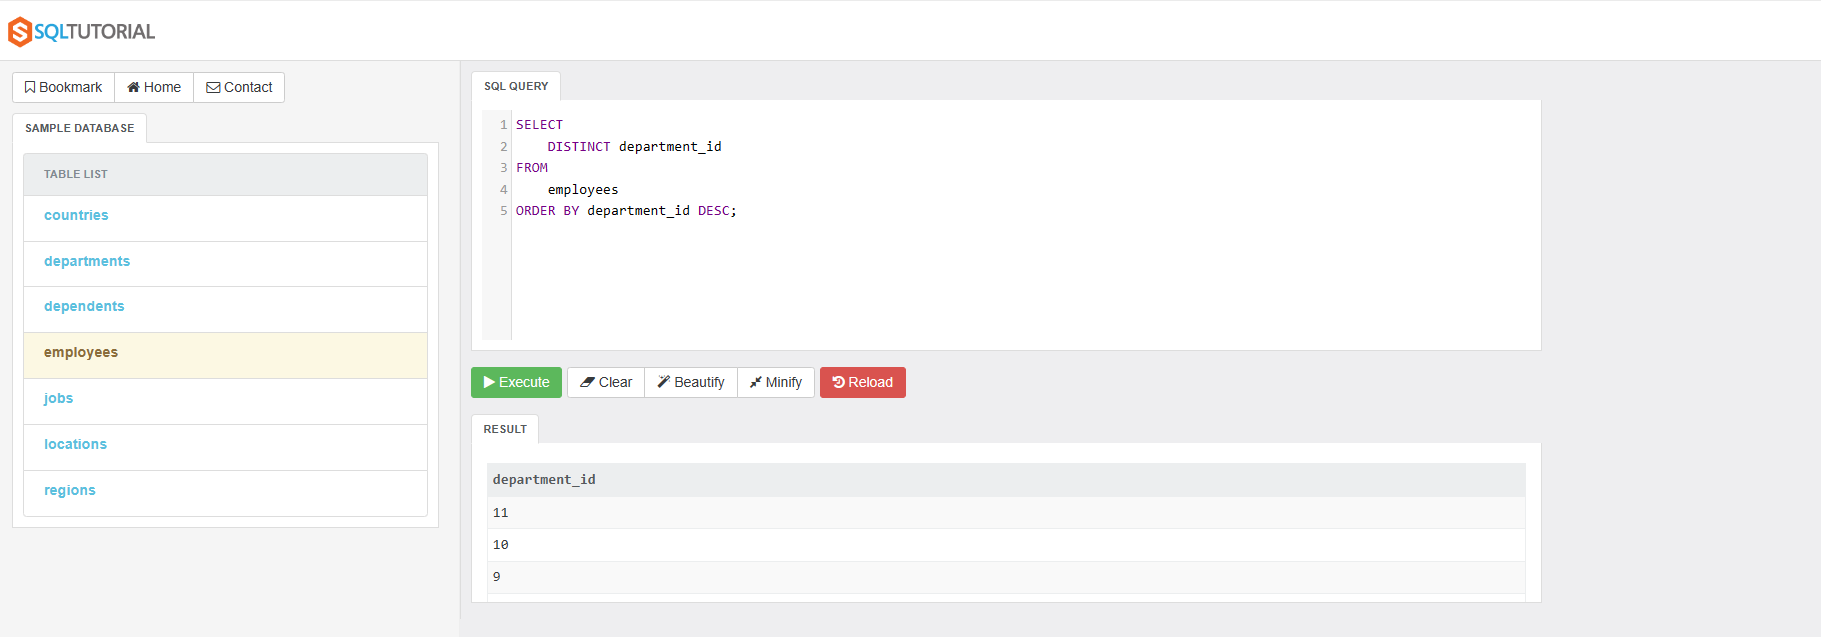 SQLTUTORIAL
Bookmark Home Contact
SAMPLE DATABASE
TABLE LIST
countries
departments
dependents
employees
jobs
locations
regions
SQL QUERY
1 SELECT
2 DISTINCT department_id
3 FROM
4 employees
5 ORDER BY department_id DESC;
Execute Clear Beautify Minify Reload
RESULT
department_id
11
10
9